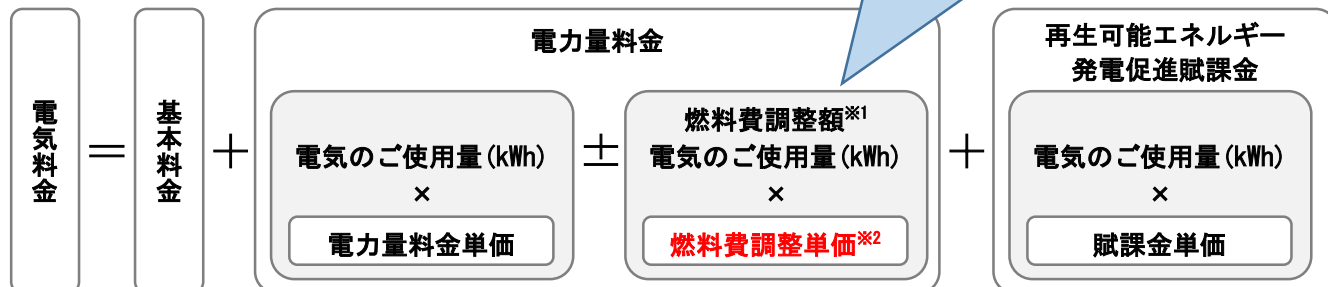 電気料金
＝
基本料金
＋
電力量料金
電気のご使用量(kWh)
×
電力量料金単価
±
燃料費調整額※1
電気のご使用量(kWh)
×
燃料費調整単価※2
＋
再生可能エネルギー
発電促進賦課金
電気のご使用量(kWh)
×
賦課金単価